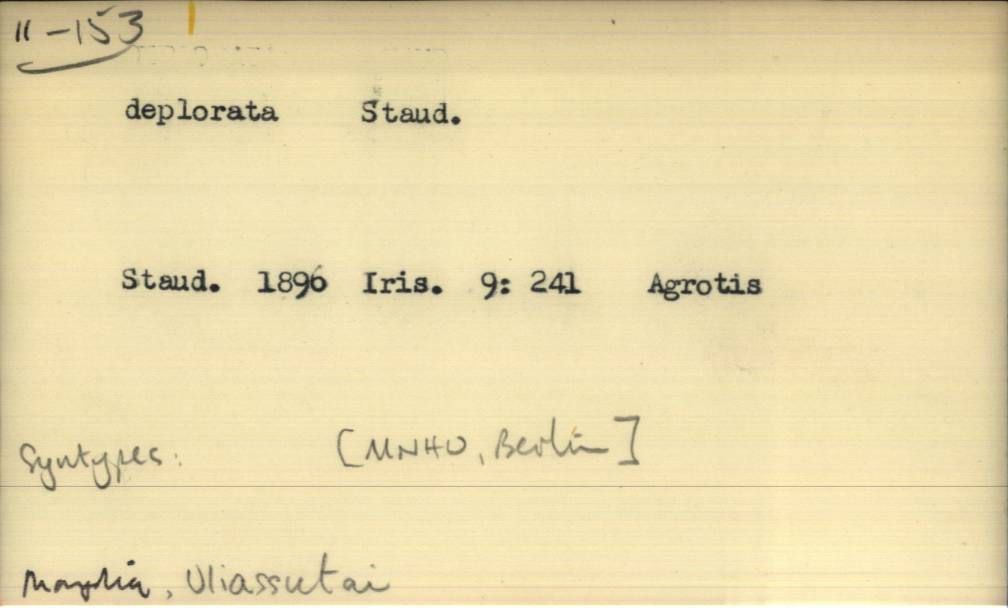 11-153
deplorata Staud.
Staud. 1896 Iris. 9: 241 Agrotis
Syntypes: [MNHU, Berlin]
Mongolia, Uliassutai